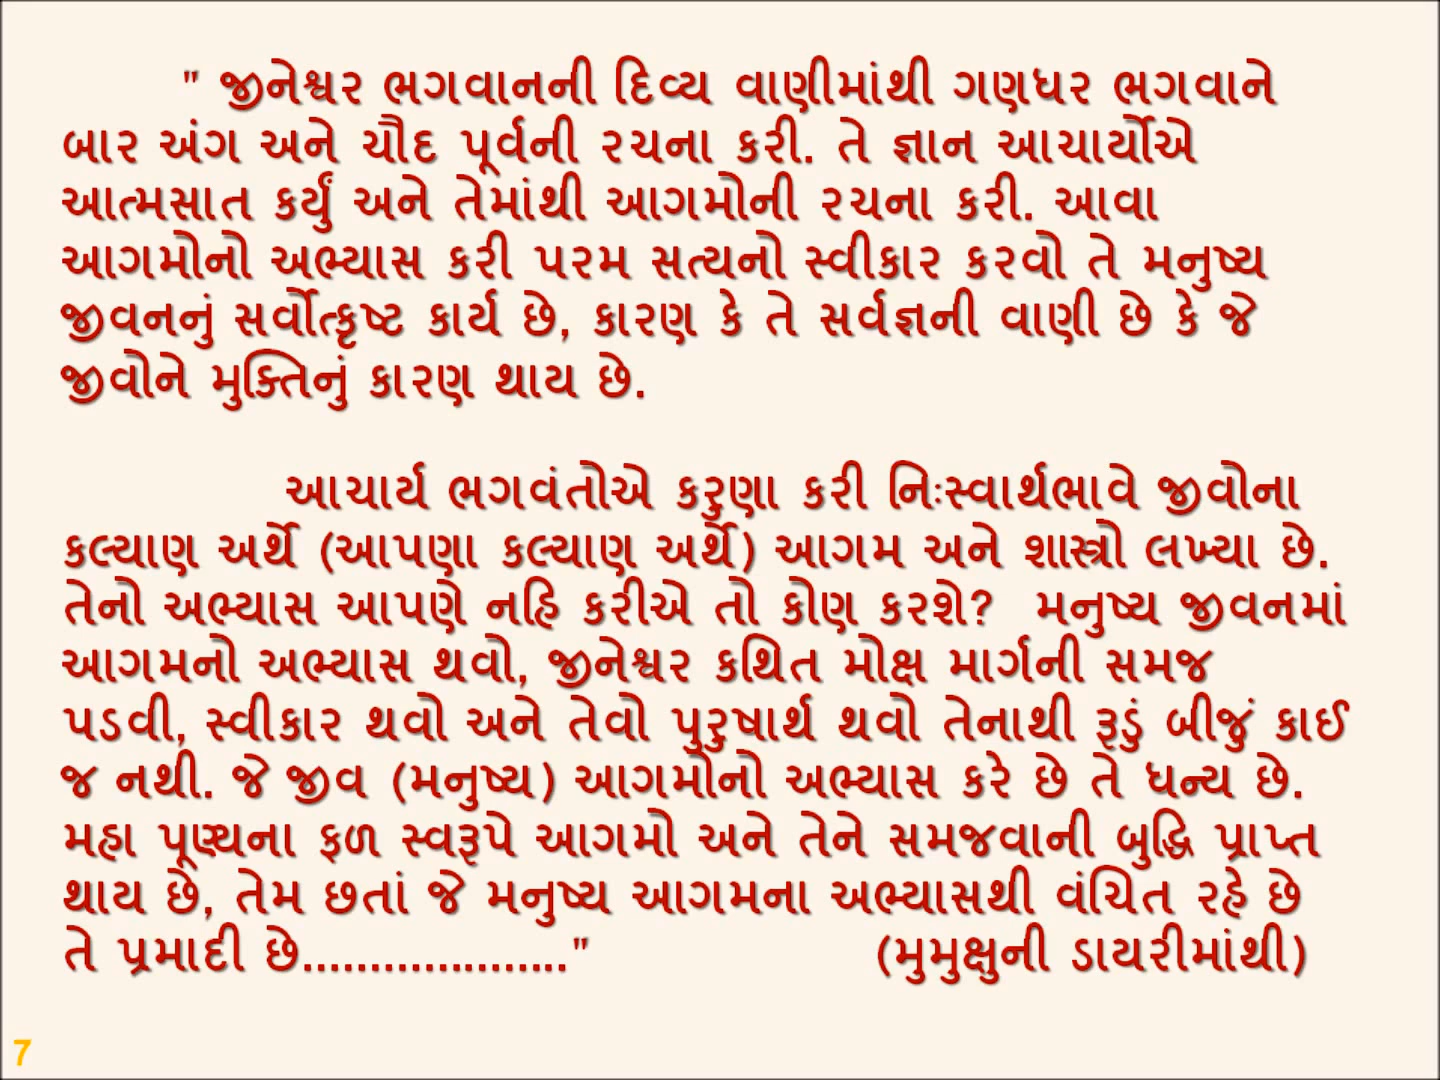 " જીનેશ્વર ભગવાનની દિવ્ય વાણીમાંથી ગણધર ભગવાને
બાર અંગ અને ચૌદ પૂર્વની રચના કરી. તે જ્ઞાન આચાર્યોએ
આત્મસાત કર્યું અને તેમાંથી આગમોની રચના કરી. આવા
આગમોનો અભ્યાસ કરી પરમ સત્યનો સ્વીકાર કરવો તે મનુષ્ય
જીવનનું સર્વોત્કૃષ્ટ કાર્ય છે, કારણ કે તે સર્વજ્ઞની વાણી છે કે જે
જીવોને મુક્તિનું કારણ થાય છે.
આચાર્ય ભગવંતોએ કરુણા કરી નિઃસ્વાર્થભાવે જીવોના
કલ્યાણ અર્થે (આપણા કલ્યાણ અર્થે) આગમ અને શાસ્ત્રો લખ્યા છે.
તેનો અભ્યાસ આપણે નહિ કરીએ તો કોણ કરશે? મનુષ્ય જીવનમાં
આગમનો અભ્યાસ થવો, જીનેશ્વર કથિત મોક્ષ માર્ગની સમજ
પડવી, સ્વીકાર થવો અને તેવો પુરુષાર્થ થવો તેનાથી રૂડું બીજું કાઈ
જ નથી. જે જીવ (મનુષ્ય) આગમોનો અભ્યાસ કરે છે તે ધન્ય છે.
મહા પૂણ્યના ફળ સ્વરૂપે આગમો અને તેને સમજવાની બુદ્ધિ પ્રાપ્ત
થાય છે, તેમ છતાં જે મનુષ્ય આગમના અભ્યાસથી વંચિત રહે છે
તે પ્રમાદી છે...................." (મુમુક્ષુની ડાયરીમાંથી)
7